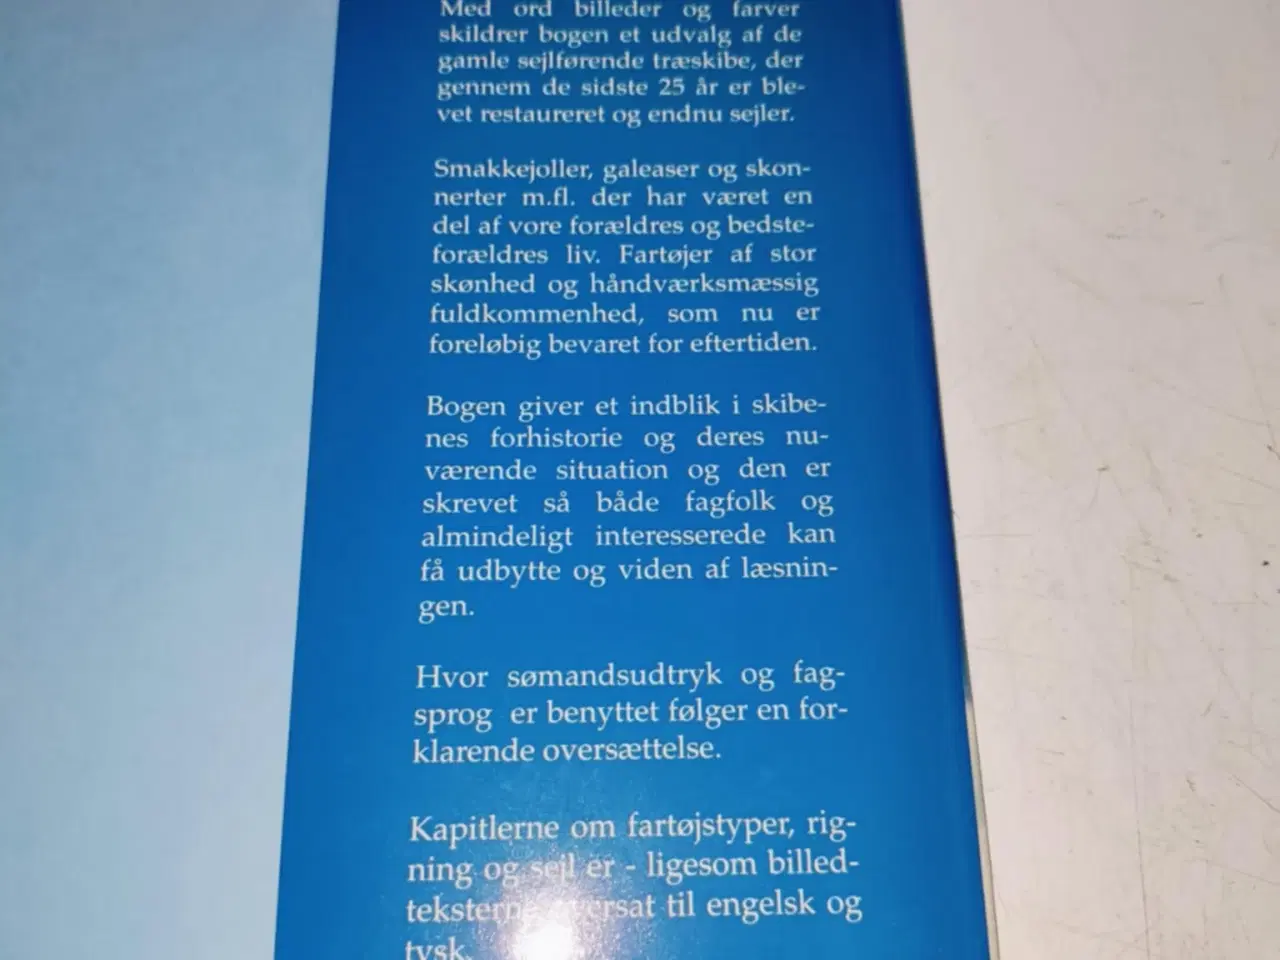 Med ord billeder og farver
skildrer bogen et udvalg af de
gamle sejlførende træskibe, der
gennem de sidste 25 år er ble-
vet restaureret og endnu sejler.
Smakkejoller, galeaser og skon-
nerter m.fl. der har været en
del af vore forældres og bedste-
forældres liv. Fartøjer af stor
skønhed og håndværksmæssig
fuldkommenhed, som nu er
foreløbig bevaret for eftertiden.
Bogen giver et indblik i skibe-
nes forhistorie og deres nu-
værende situation og den er
skrevet så både fagfolk og
almindeligt interesserede kan
få udbytte og viden af læsnin-
gen.
Hvor sømandsudtryk og fag-
sprog er benyttet følger en for-
klarende oversættelse.
Kapitlerne om fartøjstyper, rig-
ning og sejl er - ligesom billed-
teksterne oversat til engelsk og
tysk.